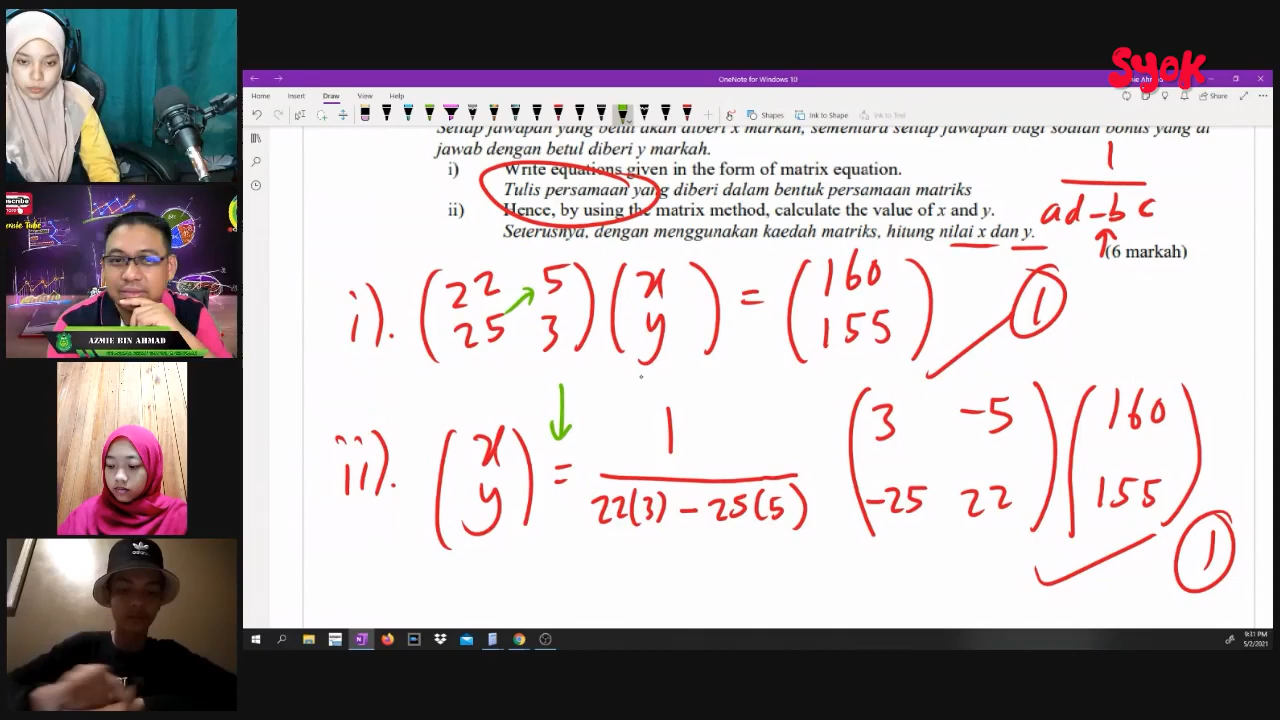 syok
OneNote for Windows 10
Home Insert Draw View Help
Share
Shapes Ink to Shape Ink to Text
Setiap jawapan yang betul akan diberi x markah, sementara setiap jawapan bagi soalan bonus yang di
jawab dengan betul diberi y markah.
i) Write equations given in the form of matrix equation.
Tulis persamaan yang diberi dalam bentuk persamaan matriks
ii) Hence, by using the matrix method, calculate the value of x and y.
Seterusnya, dengan menggunakan kaedah matriks, hitung nilai x dan y.
(6 markah)
1
ad - bc
i). (22 5) (x) = (160)
25 3 y 155
1
ii). (x) = 1 (3 -5) (160)
y 22(3) - 25(5) -25 22 155
1
AZMIE BIN AHMAD
9:31 PM
5/2/2021